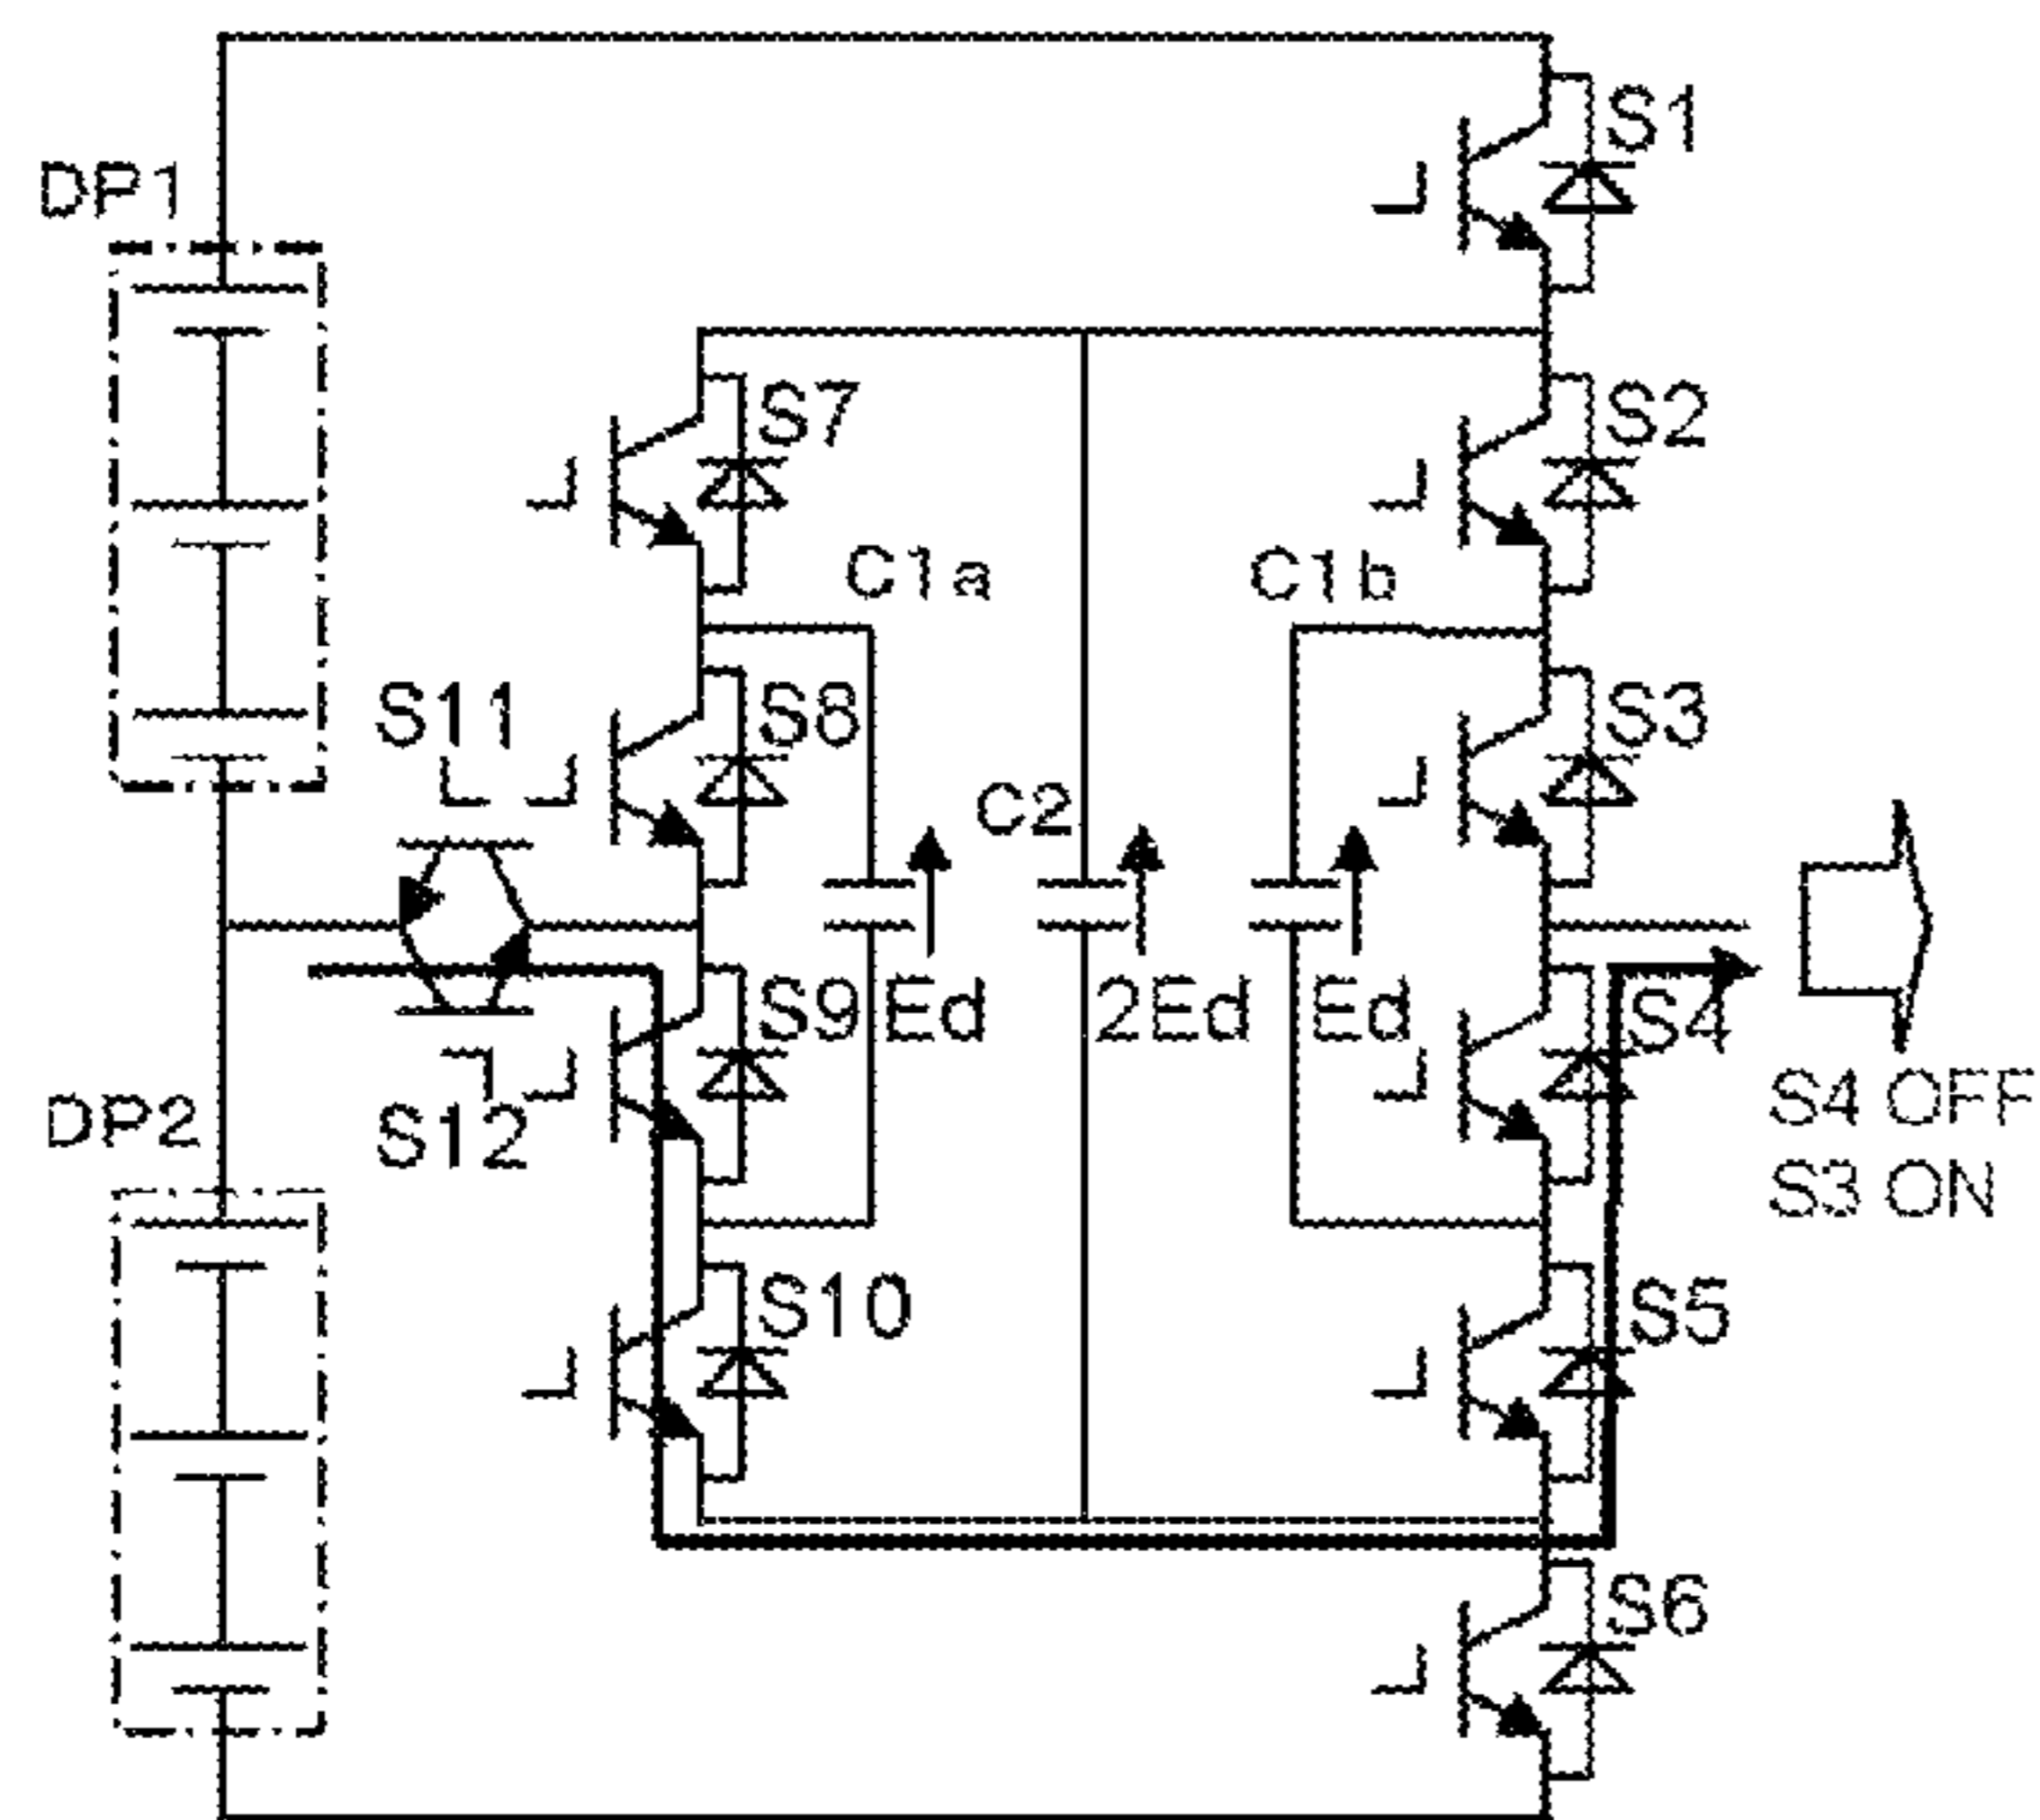 S1
DP1
S7
S2
C1a
C1b
S11
S8
S3
C2
S9
Ed
2Ed
Ed
S4
S4 OFF
DP2
S12
S3 ON
S10
S5
S6